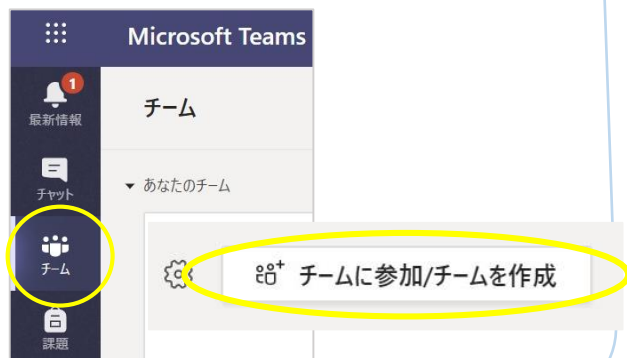 Microsoft Teams
1
最新情報
チーム
チャット
あなたのチーム
チーム
チームに参加/チームを作成
課題